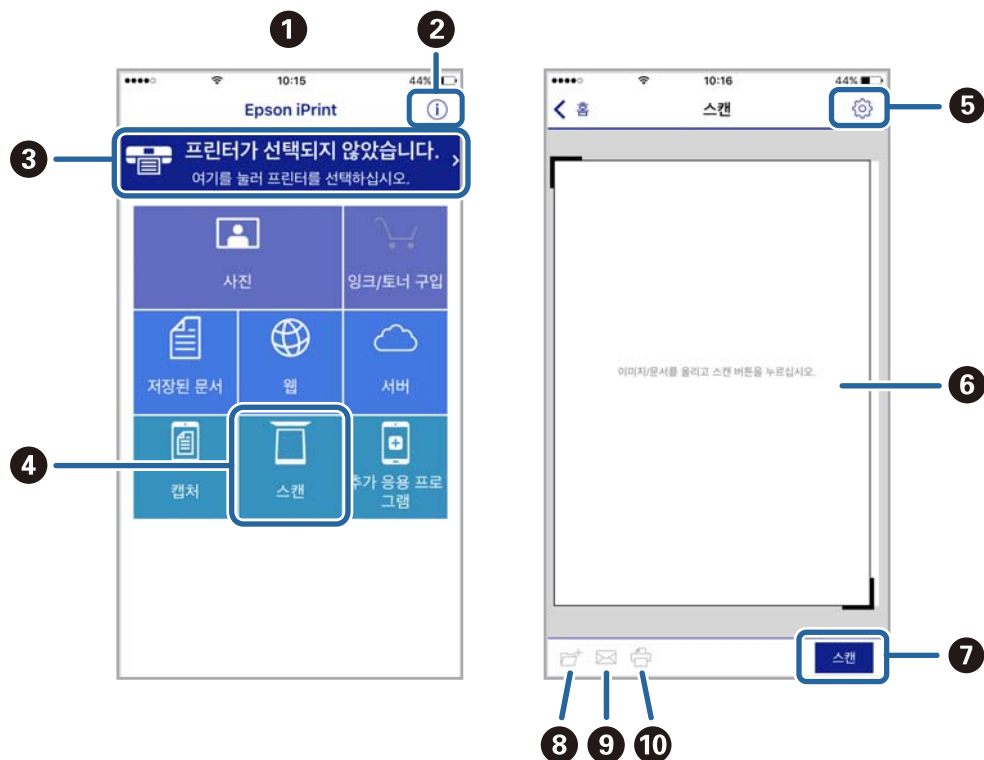 1
2
10:15
44%
Epson iPrint
3
프린터가 선택되지 않았습니다.
여기를 눌러 프린터를 선택하십시오.
사진
잉크/토너 구입
저장된 문서
웹
서버
4
캡처
스캔
추가 응용 프로
그램
10:16
44%
홈
스캔
5
이미지/문서를 올리고 스캔 버튼을 누르십시오.
6
스캔
7
8
9
10